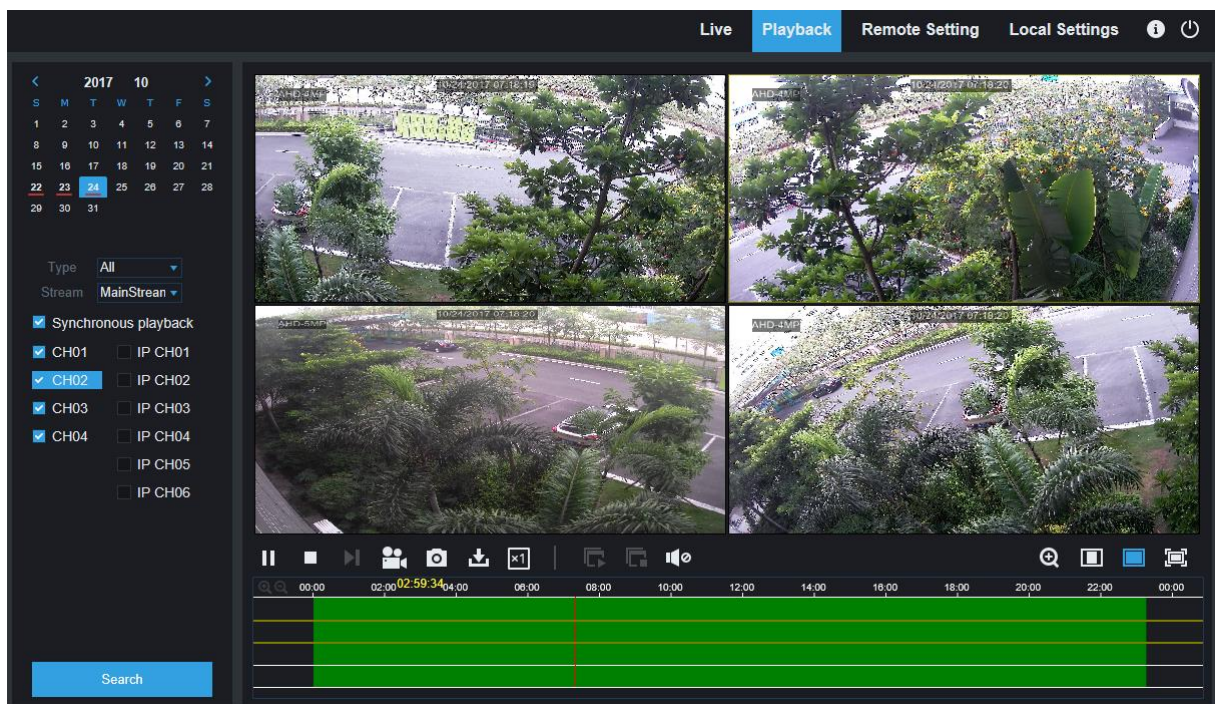 Live Playback Remote Setting Local Settings
2017 10
S M T W T F S
1 2 3 4 5 6 7
8 9 10 11 12 13 14
15 16 17 18 19 20 21
22 23 24 25 26 27 28
29 30 31
Type All
Stream MainStrean
Synchronous playback
CH01 IP CH01
CH02 IP CH02
CH03 IP CH03
CH04 IP CH04
IP CH05
IP CH06
Search
AHD-4MP 10/24/2017 07:18:19
AHD-4MP 10/24/2017 07:18:20
AHD-5MP 10/24/2017 07:18:20
AHD-4MP 10/24/2017 07:18:20
×1
00:00 02:00 02:59:34 04:00 06:00 08:00 10:00 12:00 14:00 16:00 18:00 20:00 22:00 00:00